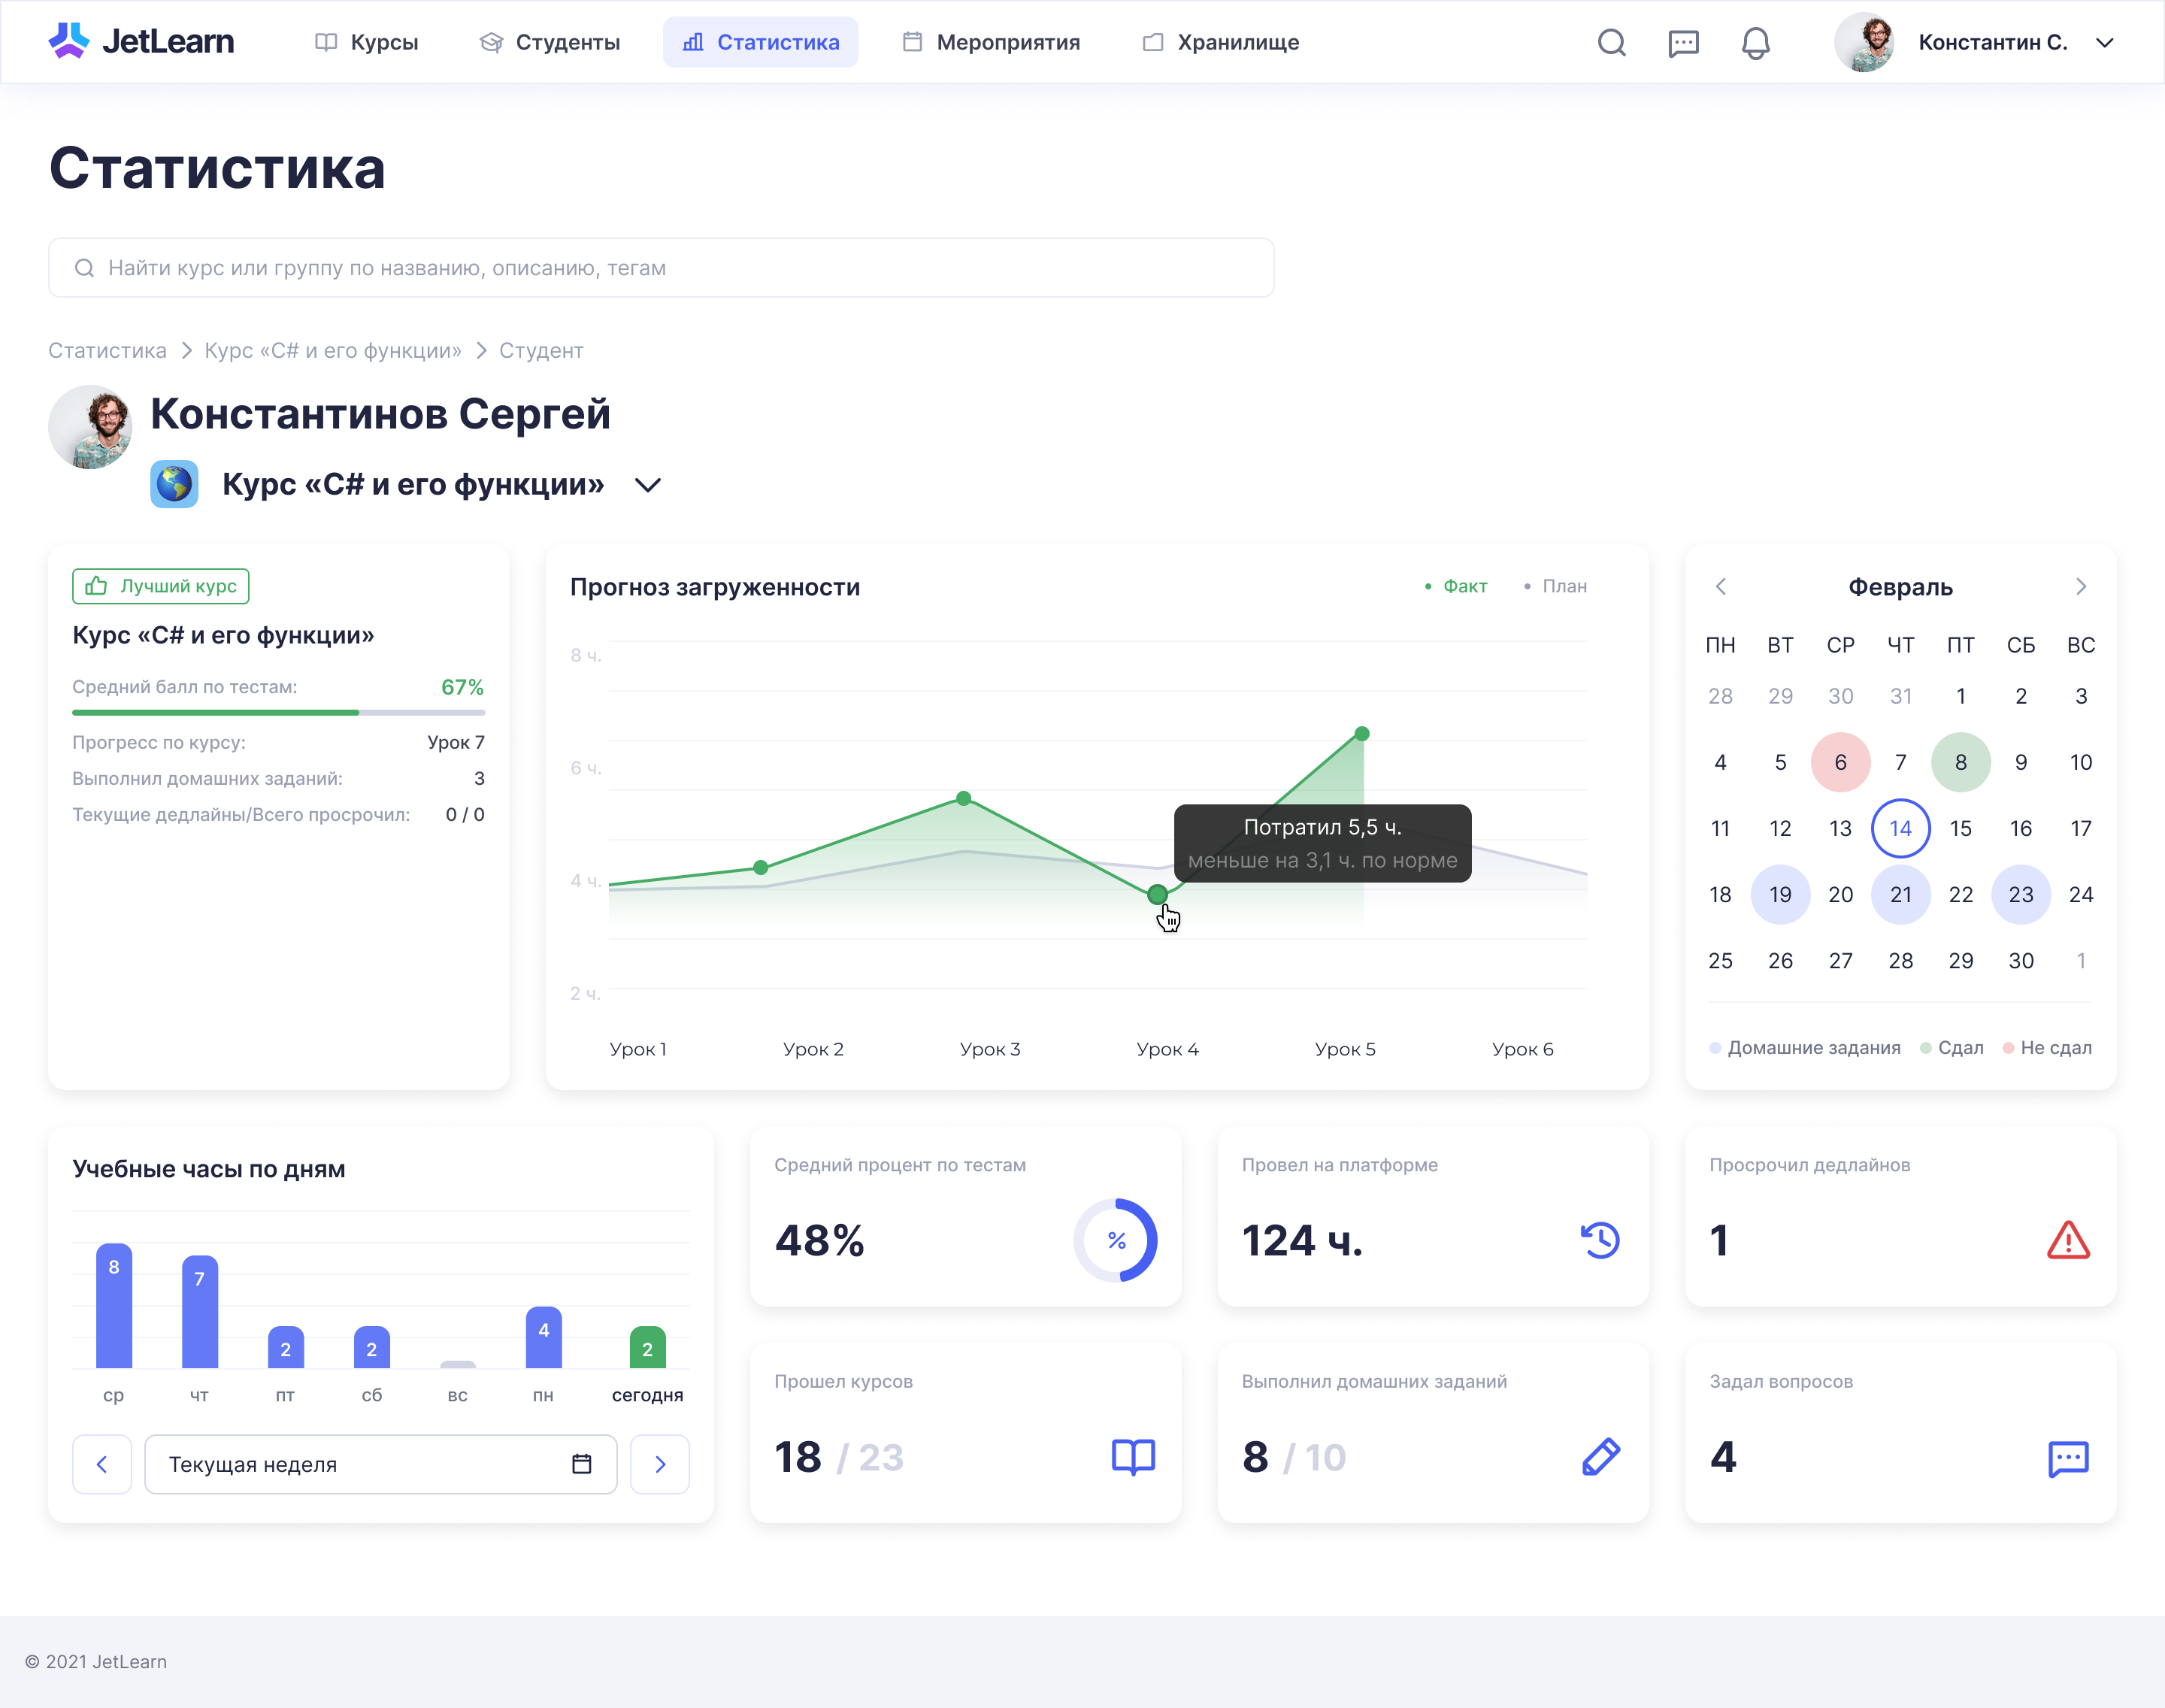 JetLearn
Курсы
Студенты
Статистика
Мероприятия
Хранилище
Константин С.
Статистика
Найти курс или группу по названию, описанию, тегам
Статистика > Курс «C# и его функции» > Студент
Константинов Сергей
Курс «C# и его функции»
Лучший курс
Курс «C# и его функции»
Средний балл по тестам: 67%
Прогресс по курсу: Урок 7
Выполнил домашних заданий: 3
Текущие дедлайны/Всего просрочил: 0 / 0
Прогноз загруженности
• Факт • План
8 ч.
6 ч.
4 ч.
2 ч.
Потратил 5,5 ч.
меньше на 3,1 ч. по норме
Урок 1 Урок 2 Урок 3 Урок 4 Урок 5 Урок 6
Февраль
ПН ВТ СР ЧТ ПТ СБ ВС
28 29 30 31 1 2 3
4 5 6 7 8 9 10
11 12 13 14 15 16 17
18 19 20 21 22 23 24
25 26 27 28 29 30 1
Домашние задания Сдал Не сдал
Учебные часы по дням
8 7 2 2 4 2
ср чт пт сб вс пн сегодня
Текущая неделя
Средний процент по тестам
48%
%
Провел на платформе
124 ч.
Просрочил дедлайнов
1
Прошел курсов
18 / 23
Выполнил домашних заданий
8 / 10
Задал вопросов
4
© 2021 JetLearn